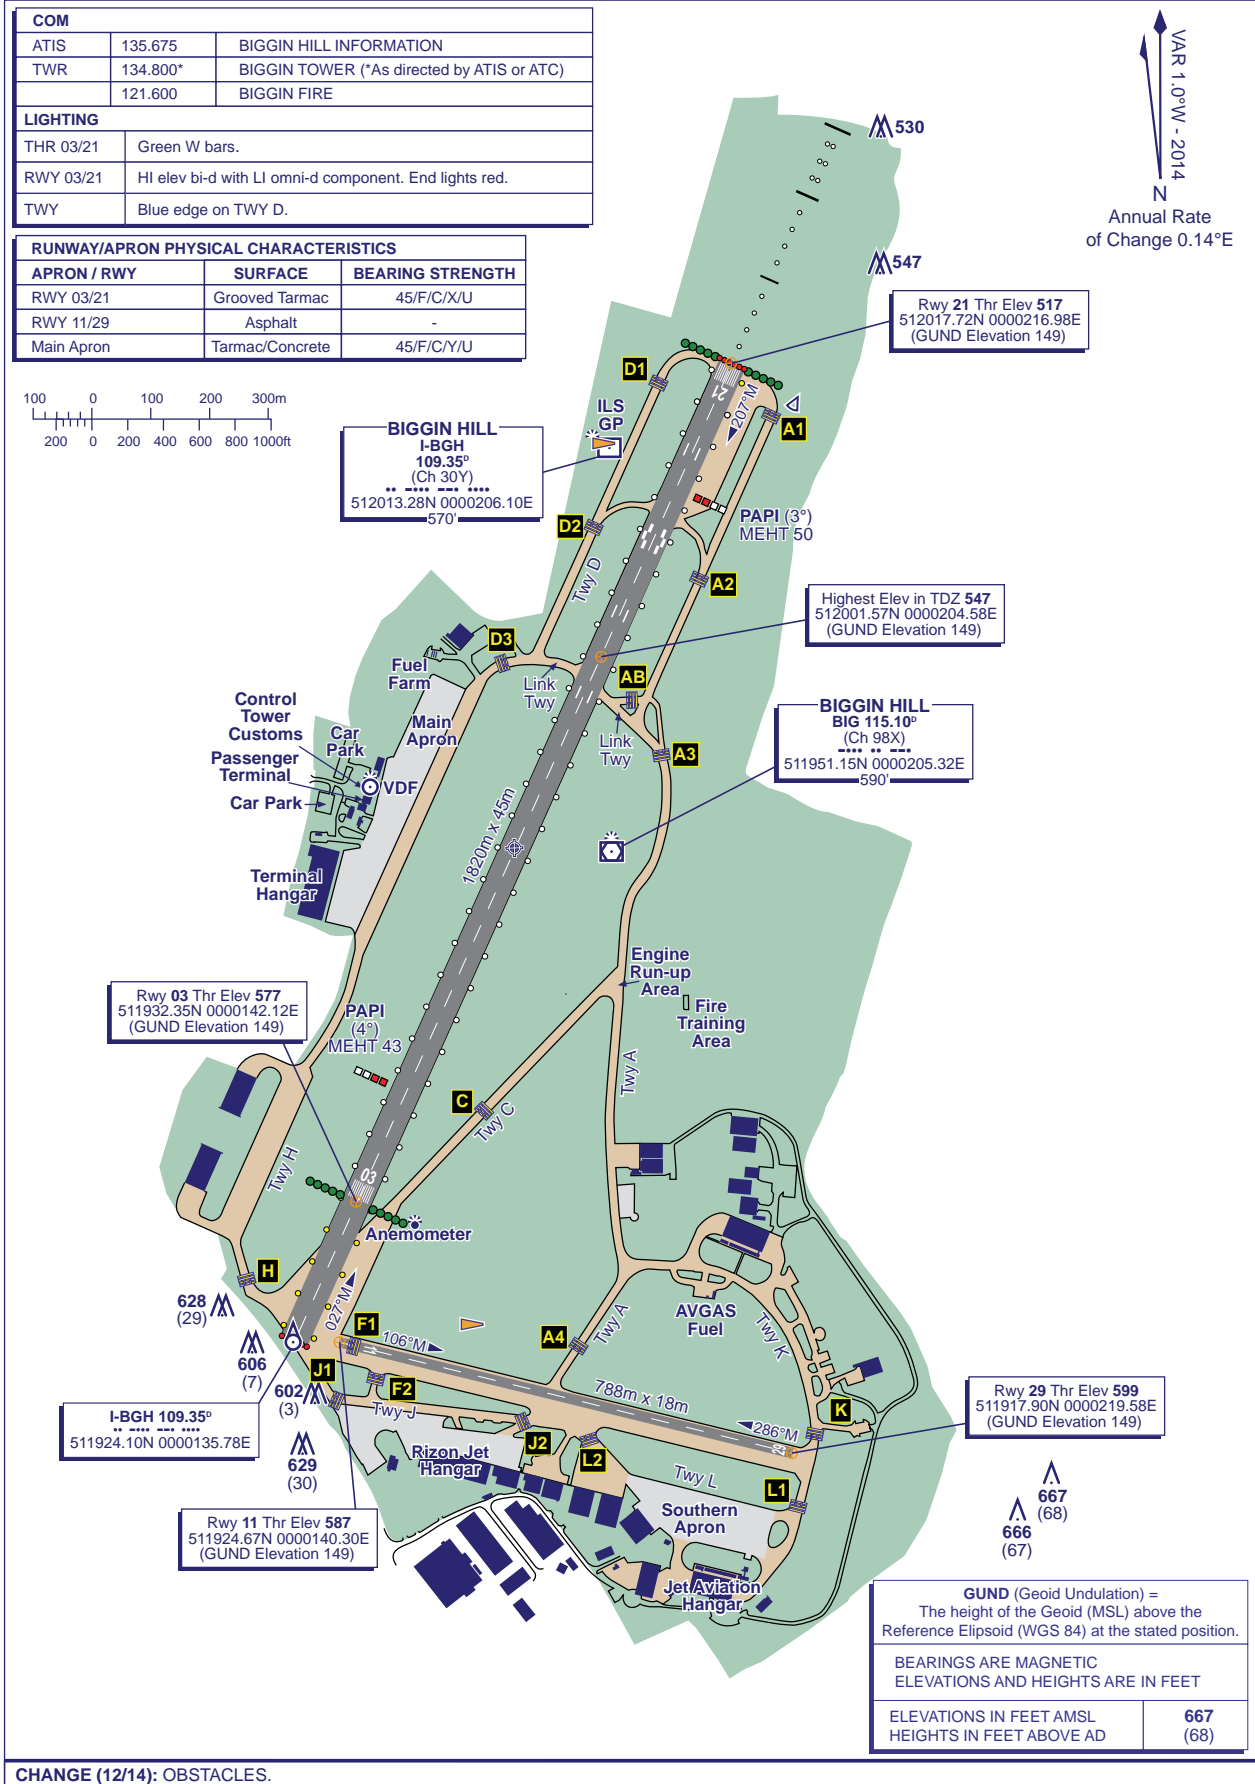 COM
ATIS 135.675 BIGGIN HILL INFORMATION
TWR 134.800* BIGGIN TOWER (*As directed by ATIS or ATC)
121.600 BIGGIN FIRE
LIGHTING
THR 03/21 Green W bars.
RWY 03/21 HI elev bi-d with LI omni-d component. End lights red.
TWY Blue edge on TWY D.
RUNWAY/APRON PHYSICAL CHARACTERISTICS
APRON / RWY SURFACE BEARING STRENGTH
RWY 03/21 Grooved Tarmac 45/F/C/X/U
RWY 11/29 Asphalt -
Main Apron Tarmac/Concrete 45/F/C/Y/U
100 0 100 200 300m
200 0 200 400 600 800 1000ft
VAR 1.0°W - 2014
N
Annual Rate
of Change 0.14°E
530
547
Rwy 21 Thr Elev 517
512017.72N 0000216.98E
(GUND Elevation 149)
D1
21
207°M
A1
ILS
GP
BIGGIN HILL
I-BGH
109.35D
(Ch 30Y)
512013.28N 0000206.10E
570'
D2
PAPI (3°)
MEHT 50
Twy D
A2
Highest Elev in TDZ 547
512001.57N 0000204.58E
(GUND Elevation 149)
D3
Fuel
Farm
Link
Twy
AB
Control
Tower
Customs
Main
Apron
Car
Park
Link
Twy
A3
BIGGIN HILL
BIG 115.10D
(Ch 98X)
511951.15N 0000205.32E
590'
Passenger
Terminal
VDF
Car Park
1820m x 45m
Terminal
Hangar
Engine
Run-up
Area
Rwy 03 Thr Elev 577
511932.35N 0000142.12E
(GUND Elevation 149)
PAPI
(4°)
MEHT 43
Fire
Training
Area
Twy A
C
Twy C
Twy H
03
Anemometer
H
628
(29)
027°M
F1
106°M
A4
Twy A
AVGAS
Fuel
Twy K
606
(7)
J1
602
(3)
F2
Twy J
788m x 18m
K
Rwy 29 Thr Elev 599
511917.90N 0000219.58E
(GUND Elevation 149)
I-BGH 109.35D
511924.10N 0000135.78E
286°M
29
J2
L2
629
(30)
Rizon Jet
Hangar
Twy L
L1
Southern
Apron
667
(68)
666
(67)
Rwy 11 Thr Elev 587
511924.67N 0000140.30E
(GUND Elevation 149)
Jet Aviation
Hangar
GUND (Geoid Undulation) =
The height of the Geoid (MSL) above the
Reference Elipsoid (WGS 84) at the stated position.
BEARINGS ARE MAGNETIC
ELEVATIONS AND HEIGHTS ARE IN FEET
ELEVATIONS IN FEET AMSL 667
HEIGHTS IN FEET ABOVE AD (68)
CHANGE (12/14): OBSTACLES.